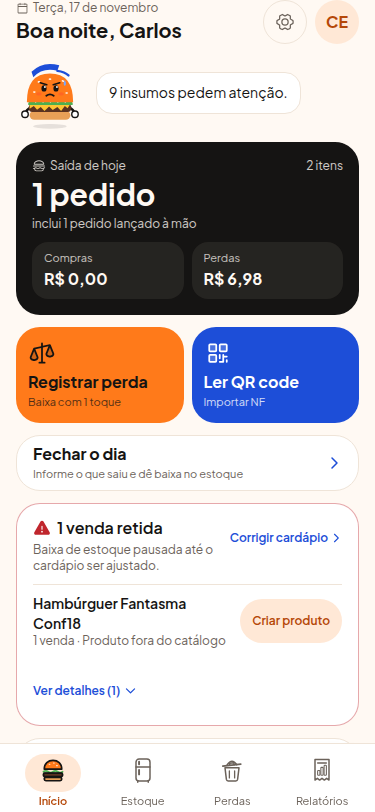 Terça, 17 de novembro
Boa noite, Carlos
CE
9 insumos pedem atenção.
Saída de hoje
2 itens
1 pedido
inclui 1 pedido lançado à mão
Compras
R$ 0,00
Perdas
R$ 6,98
Registrar perda
Baixa com 1 toque
Ler QR code
Importar NF
Fechar o dia
Informe o que saiu e dê baixa no estoque
1 venda retida
Corrigir cardápio
Baixa de estoque pausada até o
cardápio ser ajustado.
Hambúrguer Fantasma
Conf18
1 venda · Produto fora do catálogo
Criar produto
Ver detalhes (1)
Início
Estoque
Perdas
Relatórios